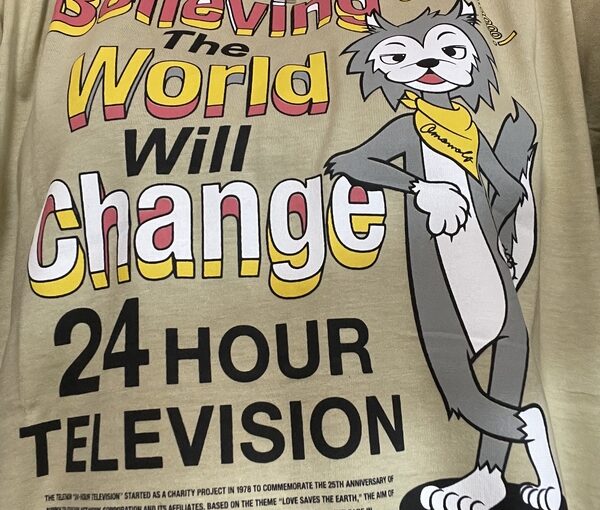 Believing
The
World
Will
Change
Omowolf
24 HOUR
TELEVISION
THE TELETHON "24-HOUR TELEVISION" STARTED AS A CHARITY PROJECT IN 1978 TO COMMEMORATE THE 25TH ANNIVERSARY OF
CORPORATION AND ITS AFFILIATES. BASED ON THE THEME "LOVE SAVES THE EARTH," THE AIM OF